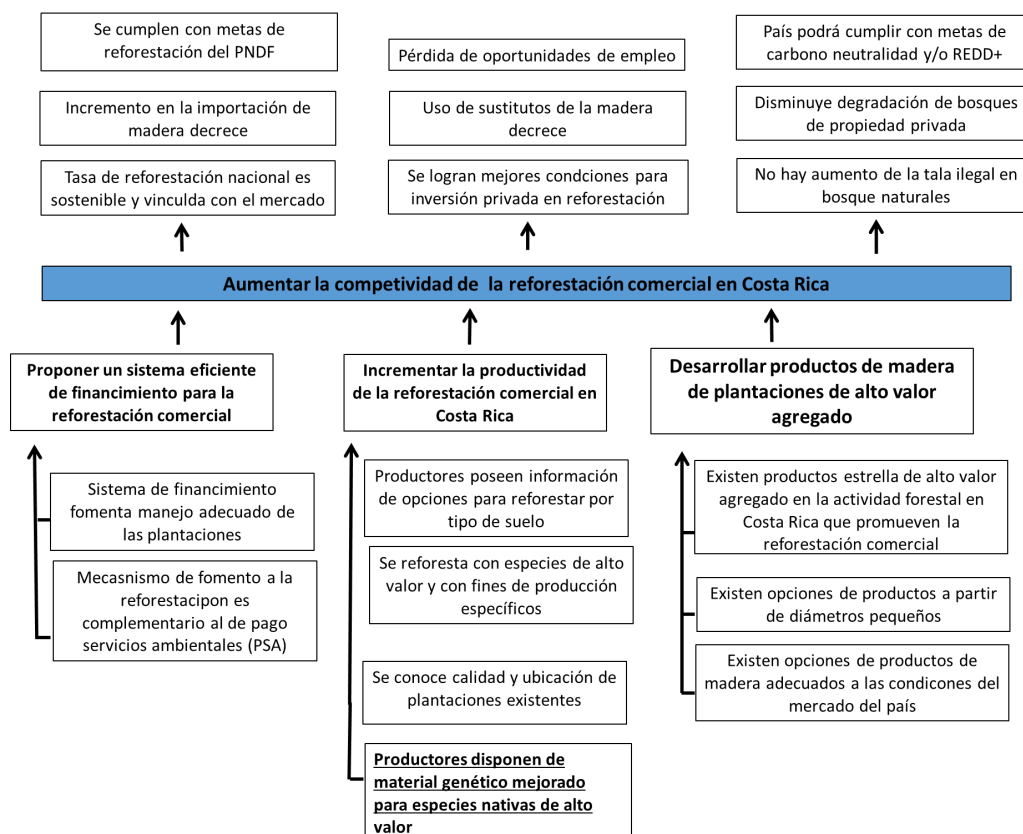 Se cumplen con metas de
reforestación del PNDF
Pérdida de oportunidades de empleo
País podrá cumplir con metas de
carbono neutralidad y/o REDD+
Incremento en la importación de
madera decrece
Uso de sustitutos de la madera
decrece
Disminuye degradación de bosques
de propiedad privada
Tasa de reforestación nacional es
sostenible y vinculda con el mercado
Se logran mejores condciones para
inversión privada en reforestación
No hay aumento de la tala ilegal en
bosque naturales
Aumentar la competividad de la reforestación comercial en Costa Rica
Proponer un sistema eficiente
de financimiento para la
reforestación comercial
Incrementar la productividad
de la reforestación comercial en
Costa Rica
Desarrollar productos de madera
de plantaciones de alto valor
agregado
Sistema de financimiento
fomenta manejo adecuado de
las plantaciones
Mecasnismo de fomento a la
reforestacipon es
complementario al de pago
servicios ambientales (PSA)
Productores poseen información
de opciones para reforestar por
tipo de suelo
Se reforesta con especies de alto
valor y con fines de producción
específicos
Se conoce calidad y ubicación de
plantaciones existentes
Productores disponen de
material genético mejorado
para especies nativas de alto
valor
Existen productos estrella de alto valor
agregado en la actividad forestal en
Costa Rica que promueven la
reforestación comercial
Existen opciones de productos a partir
de diámetros pequeños
Existen opciones de productos de
madera adecuados a las condicones del
mercado del país